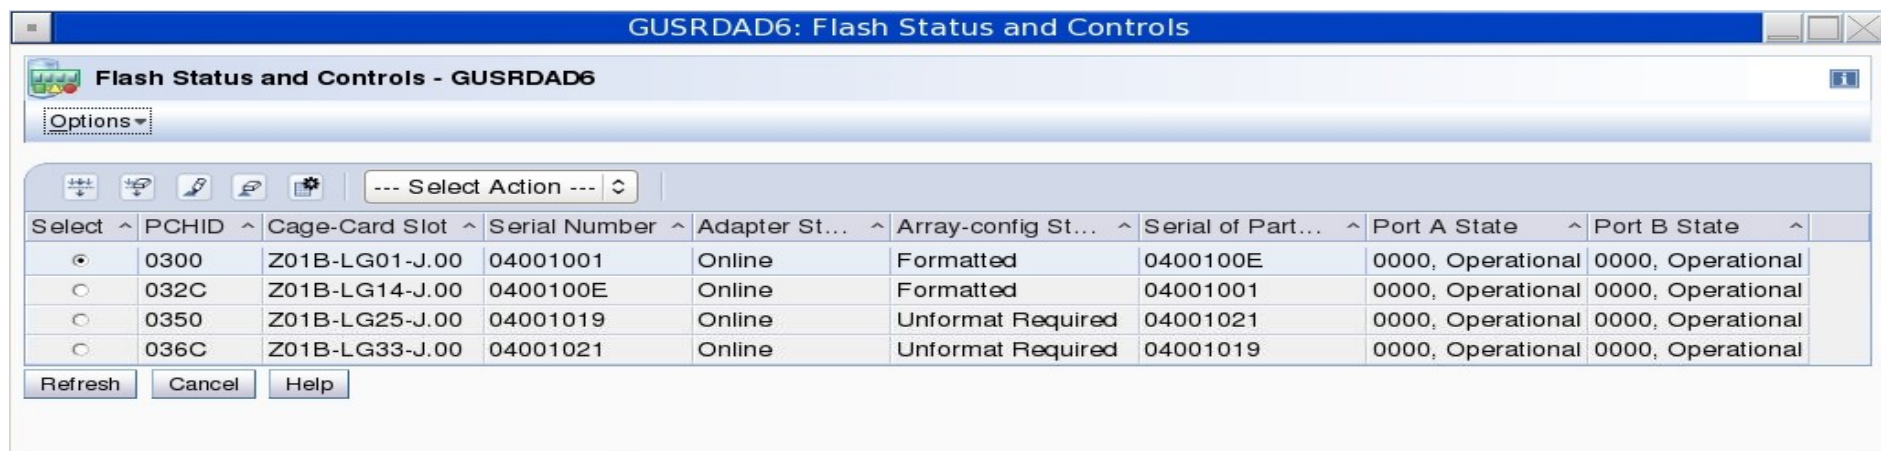 GUSRDAD6: Flash Status and Controls
Flash Status and Controls - GUSRDAD6
i
Options
--- Select Action ---
Select PCHID Cage-Card Slot Serial Number Adapter St... Array-config St... Serial of Part... Port A State Port B State
0300 Z01B-LG01-J.00 04001001 Online Formatted 0400100E 0000, Operational 0000, Operational
032C Z01B-LG14-J.00 0400100E Online Formatted 04001001 0000, Operational 0000, Operational
0350 Z01B-LG25-J.00 04001019 Online Unformat Required 04001021 0000, Operational 0000, Operational
036C Z01B-LG33-J.00 04001021 Online Unformat Required 04001019 0000, Operational 0000, Operational
Refresh Cancel Help